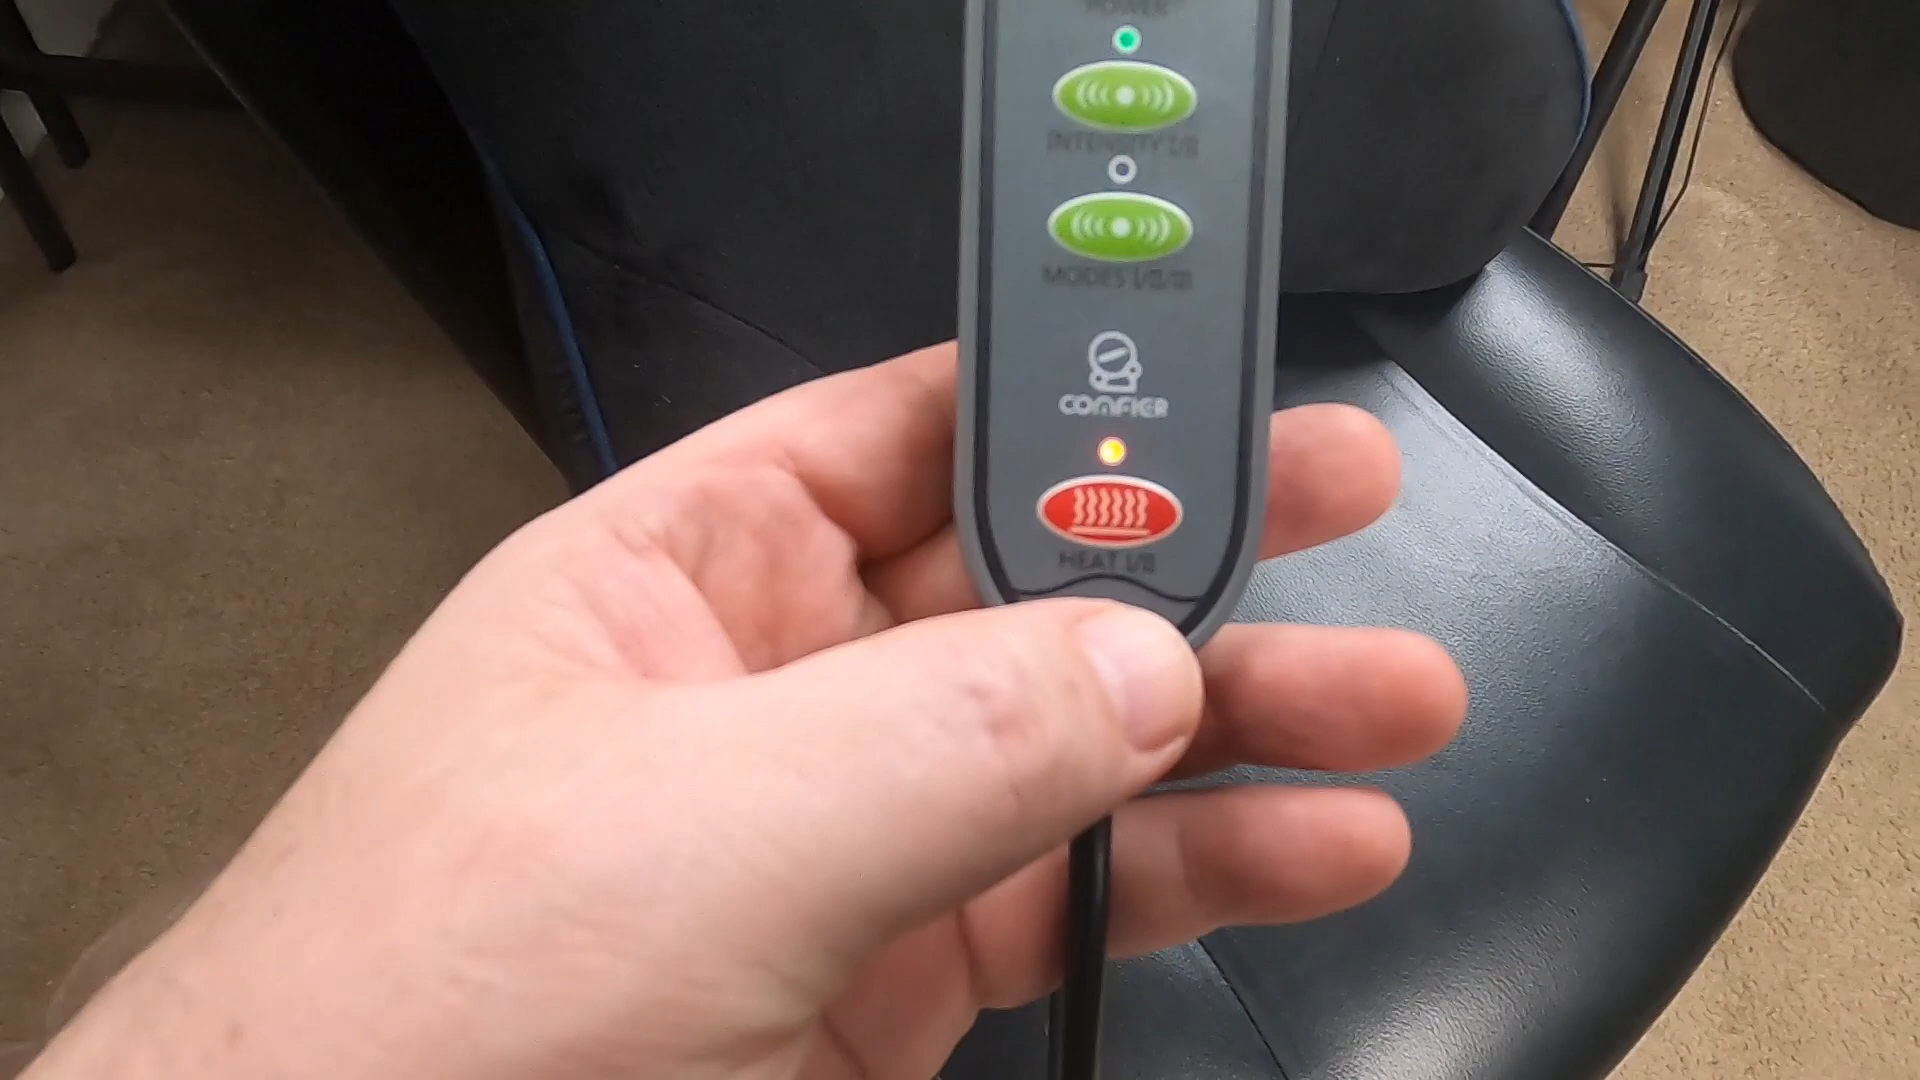 POWER
INTENSITY I/II
MODES I/II/III
COMFIER
HEAT I/II